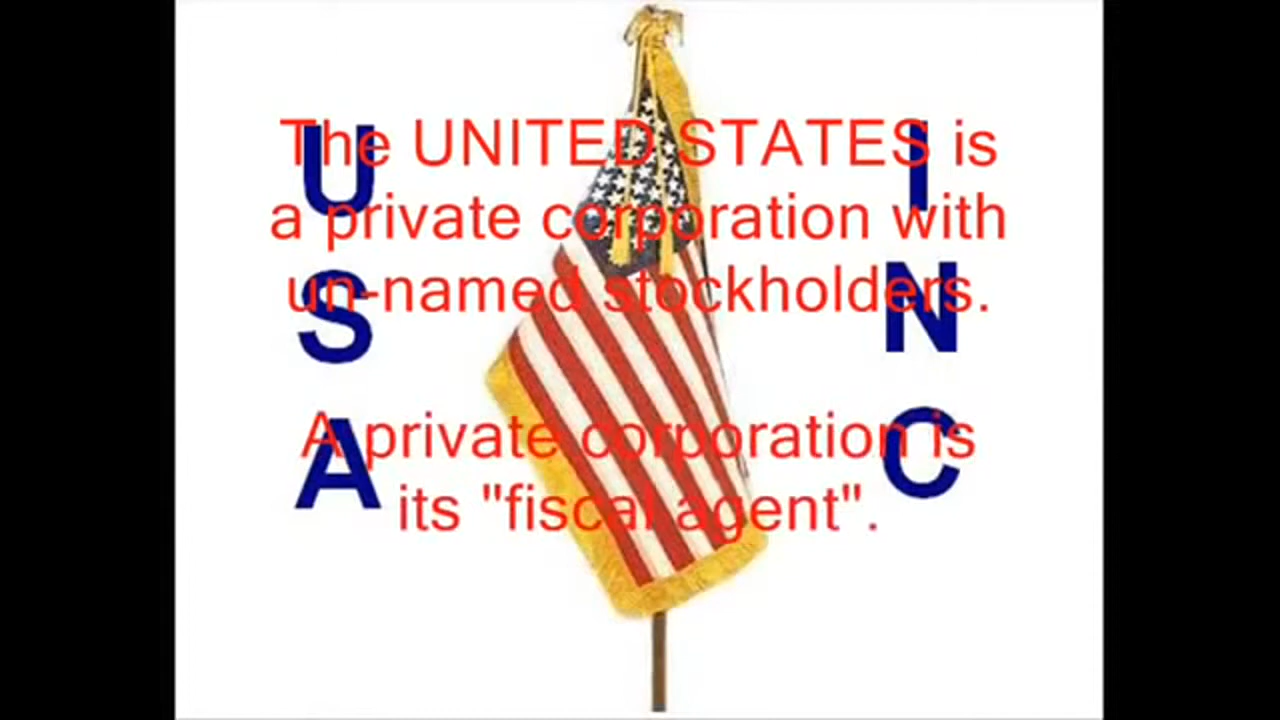 The UNITED STATES is
a private corporation with
un-named stockholders.
A private corporation is
its "fiscal agent".
U
S
A
I
N
C